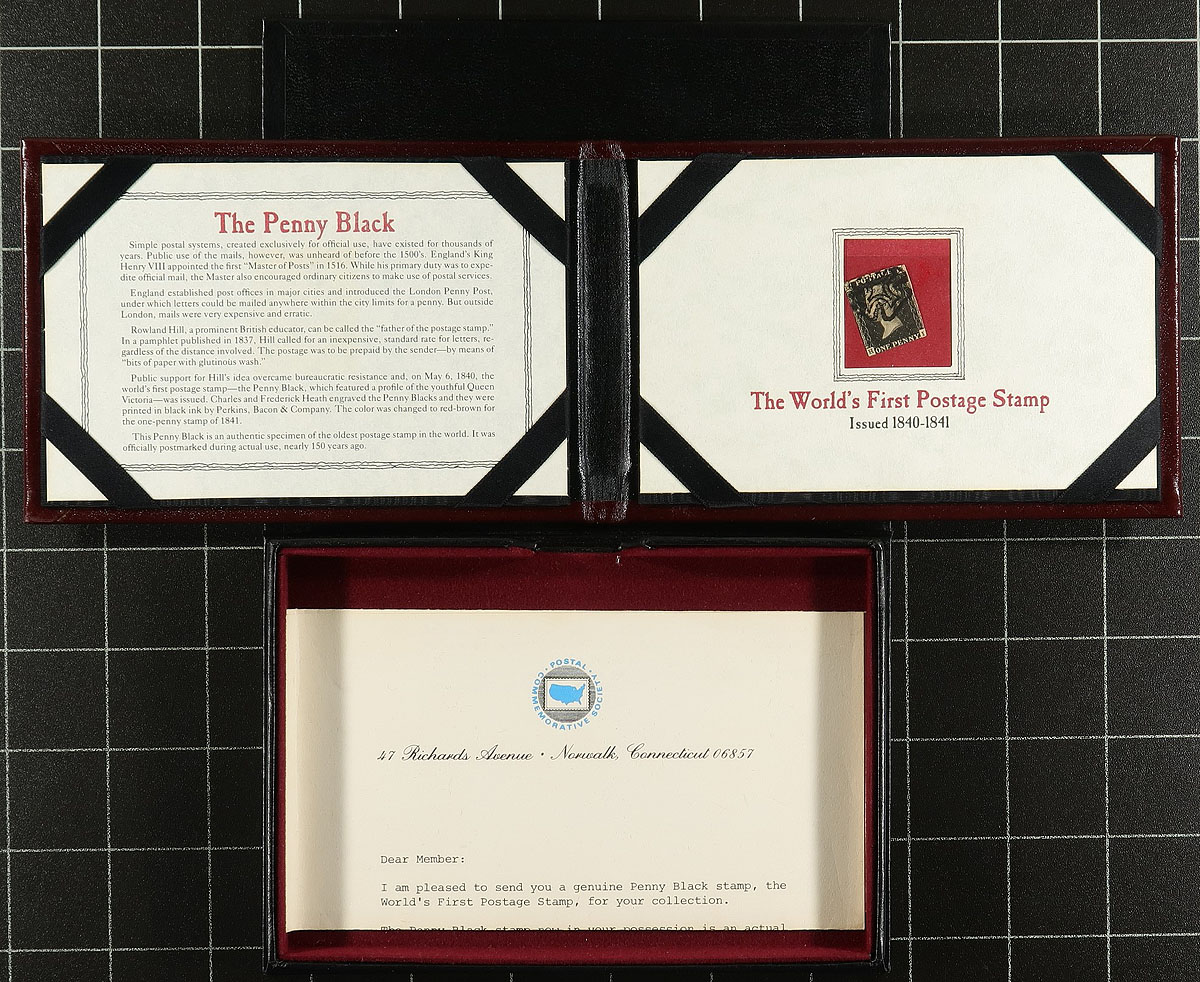 The Penny Black
Simple postal systems, created exclusively for official use, have existed for thousands of
years. Public use of the mails, however, was unheard of before the 1500's. England's King
Henry VIII appointed the first "Master of Posts" in 1516. While his primary duty was to expe-
dite official mail, the Master also encouraged ordinary citizens to make use of postal services.
England established post offices in major cities and introduced the London Penny Post,
under which letters could be mailed anywhere within the city limits for a penny. But outside
London, mails were very expensive and erratic.
Rowland Hill, a prominent British educator, can be called the "father of the postage stamp."
In a pamphlet published in 1837, Hill called for an inexpensive, standard rate for letters, re-
gardless of the distance involved. The postage was to be prepaid by the sender—by means of
"bits of paper with glutinous wash."
Public support for Hill's idea overcame bureaucratic resistance and, on May 6, 1840, the
world's first postage stamp—the Penny Black, which featured a profile of the youthful Queen
Victoria—was issued. Charles and Frederick Heath engraved the Penny Blacks and they were
printed in black ink by Perkins, Bacon & Company. The color was changed to red-brown for
the one-penny stamp of 1841.
This Penny Black is an authentic specimen of the oldest postage stamp in the world. It was
officially postmarked during actual use, nearly 150 years ago.
POSTAGE
ONE PENNY
The World's First Postage Stamp
Issued 1840-1841
POSTAL
COMMEMORATIVE SOCIETY
47 Richards Avenue · Norwalk, Connecticut 06857
Dear Member:
I am pleased to send you a genuine Penny Black stamp, the
World's First Postage Stamp, for your collection.
The Penny Black stamp now in your possession is an actual